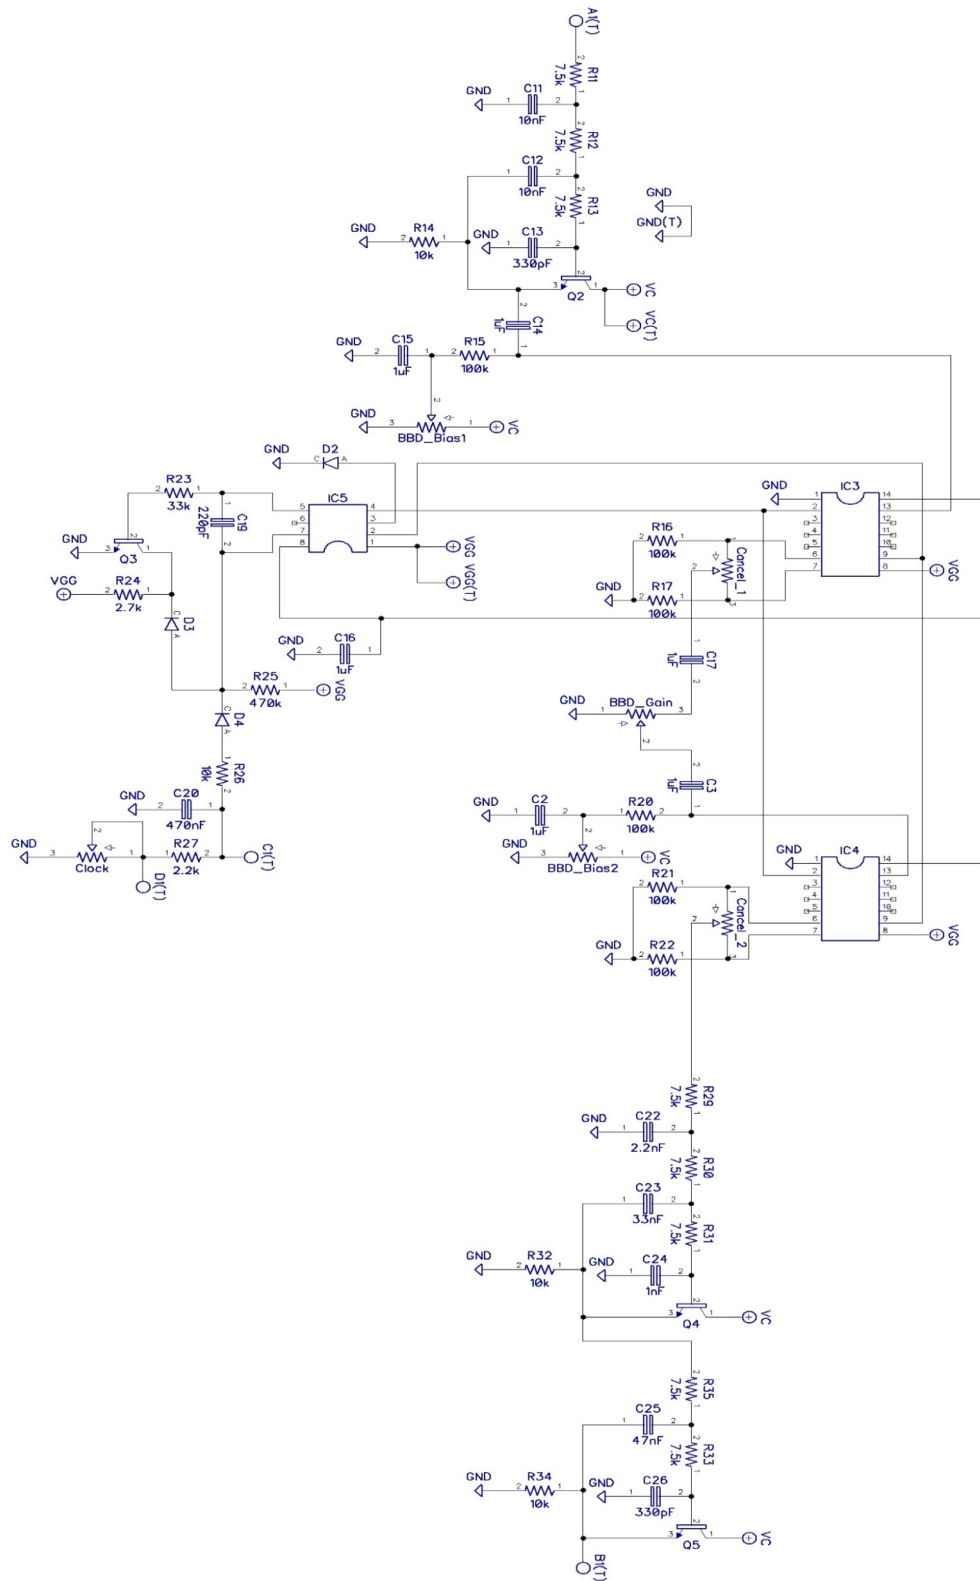 A1(T)
R11
7.5k
GND
C11
10nF
R12
7.5k
C12
10nF
R13
7.5k
GND
GND(T)
GND
R14
10k
GND
C13
330pF
Q2
VC
VC(T)
C14
1uF
GND
C15
1uF
R15
100k
GND
BBD_Bias1
VC
GND
D2
R23
33k
C19
220pF
IC5
GND
Q3
VGG
R24
2.7k
D3
VGG
VGG(T)
GND
IC3
R16
100k
Cancel_1
GND
R17
100k
VGG
GND
C16
1uF
C17
1uF
R25
470k
VGG
D4
GND
BBD_Gain
R26
10k
C3
1uF
GND
C20
470nF
GND
C2
1uF
R20
100k
GND
Clock
R27
2.2k
C1(T)
D1(T)
GND
BBD_Bias2
VC
GND
IC4
R21
100k
Cancel_2
GND
R22
100k
VGG
R29
7.5k
GND
C22
2.2nF
R30
7.5k
C23
33nF
R31
7.5k
GND
R32
10k
GND
C24
1nF
Q4
VC
R35
7.5k
C25
47nF
R33
7.5k
GND
R34
10k
GND
C26
330pF
Q5
VC
B1(T)